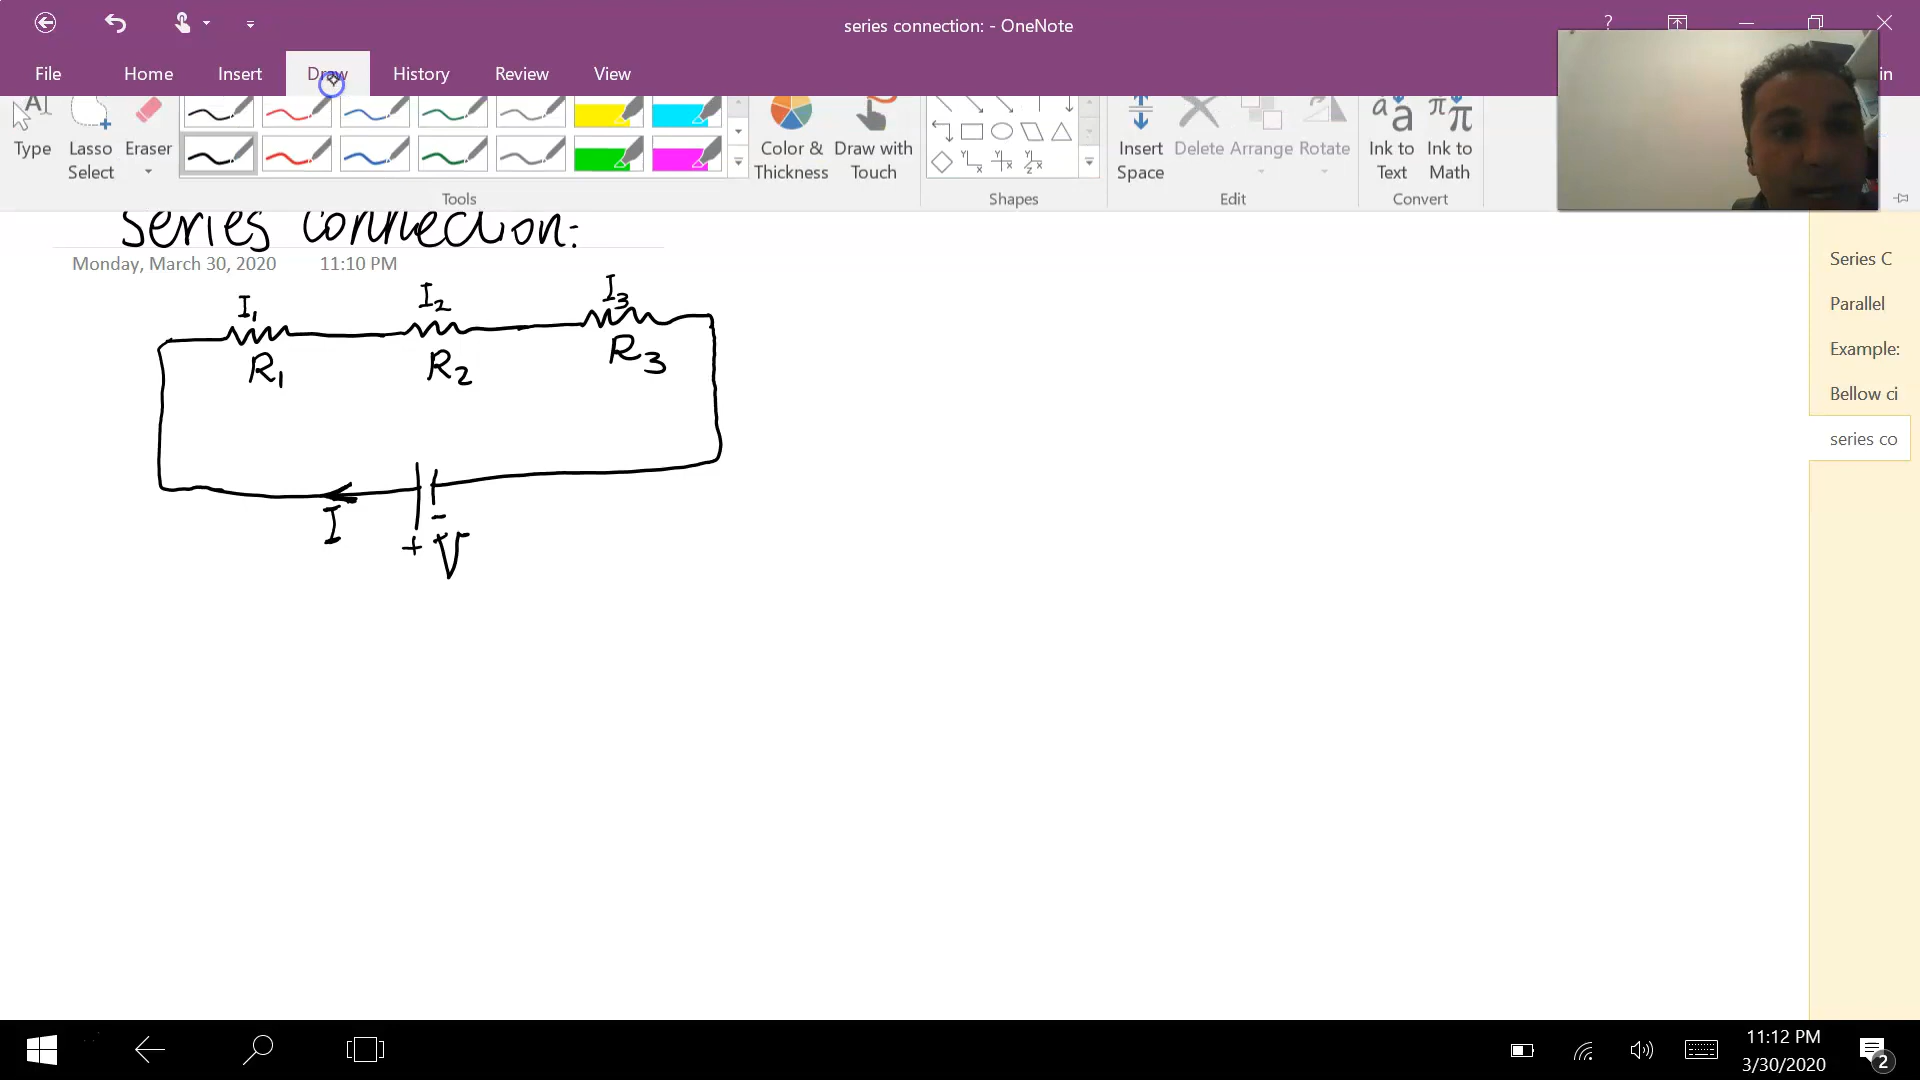 series connection: - OneNote
?
File Home Insert Draw History Review View in
Type Lasso Select Eraser Color & Thickness Draw with Touch Insert Space Delete Arrange Rotate Ink to Text Ink to Math
Tools Shapes Edit Convert
series connection:
Monday, March 30, 2020 11:10 PM
I1 I2 I3
R1 R2 R3
I + - V
Series C
Parallel
Example:
Bellow ci
series co
11:12 PM
3/30/2020
2